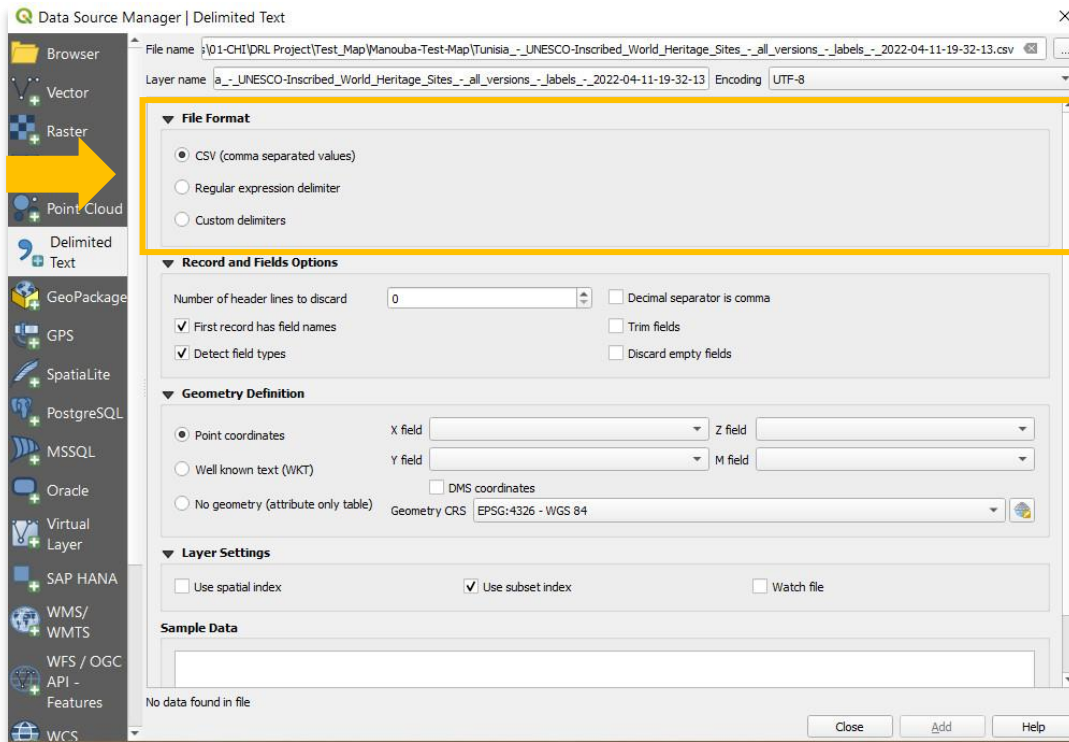 Data Source Manager | Delimited Text
Browser
Vector
Raster
Point Cloud
Delimited
Text
GeoPackage
GPS
SpatiaLite
PostgreSQL
MSSQL
Oracle
Virtual
Layer
SAP HANA
WMS/
WMTS
WFS / OGC
API -
Features
WCS
File name :\01-CHI\DRL Project\Test_Map\Manouba-Test-Map\Tunisia_-_UNESCO-Inscribed_World_Heritage_Sites_-_all_versions_-_labels_-_2022-04-11-19-32-13.csv ...
Layer name a_-_UNESCO-Inscribed_World_Heritage_Sites_-_all_versions_-_labels_-_2022-04-11-19-32-13 Encoding UTF-8
File Format
CSV (comma separated values)
Regular expression delimiter
Custom delimiters
Record and Fields Options
Number of header lines to discard 0 Decimal separator is comma
First record has field names Trim fields
Detect field types Discard empty fields
Geometry Definition
Point coordinates X field Z field
Y field M field
Well known text (WKT)
DMS coordinates
No geometry (attribute only table) Geometry CRS EPSG:4326 - WGS 84
Layer Settings
Use spatial index Use subset index Watch file
Sample Data
No data found in file
Close Add Help